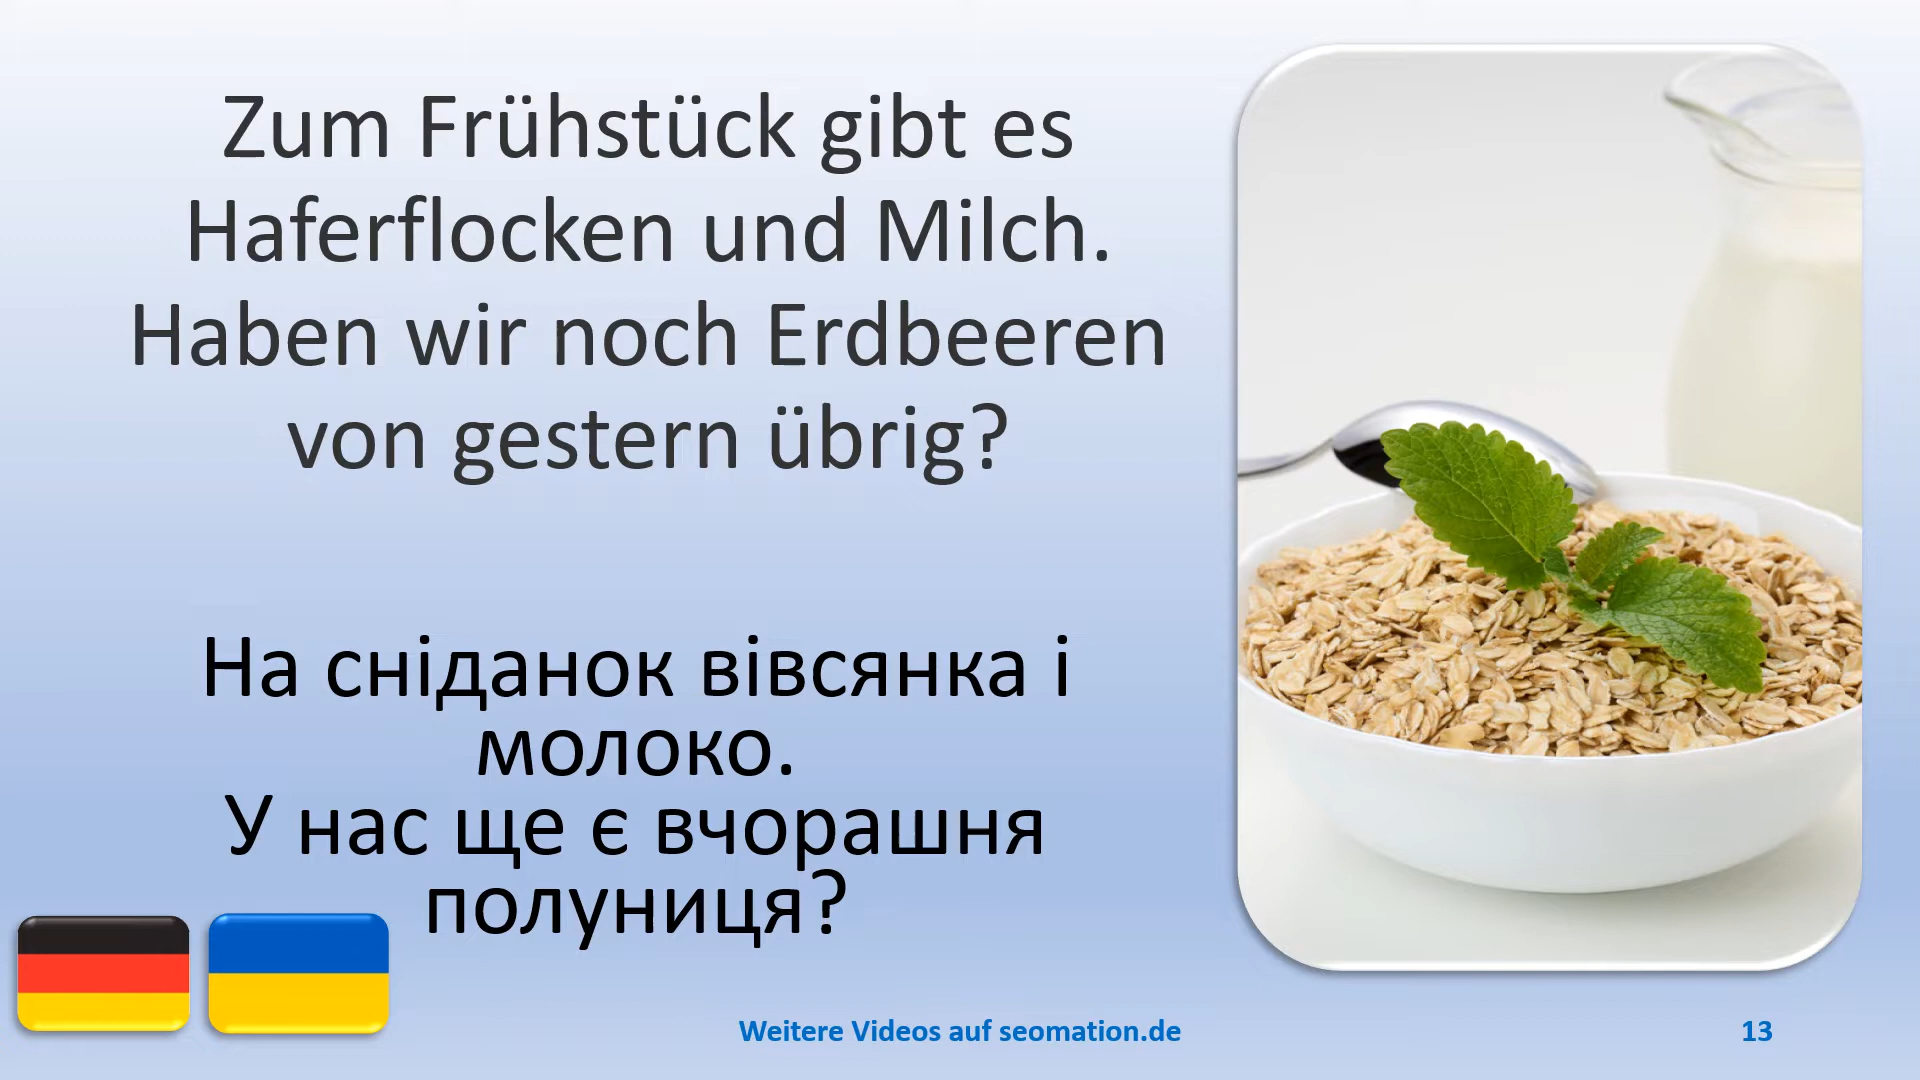 Zum Frühstück gibt es
Haferflocken und Milch.
Haben wir noch Erdbeeren
von gestern übrig?
На сніданок вівсянка і
молоко.
У нас ще є вчорашня
полуниця?
Weitere Videos auf seomation.de
13